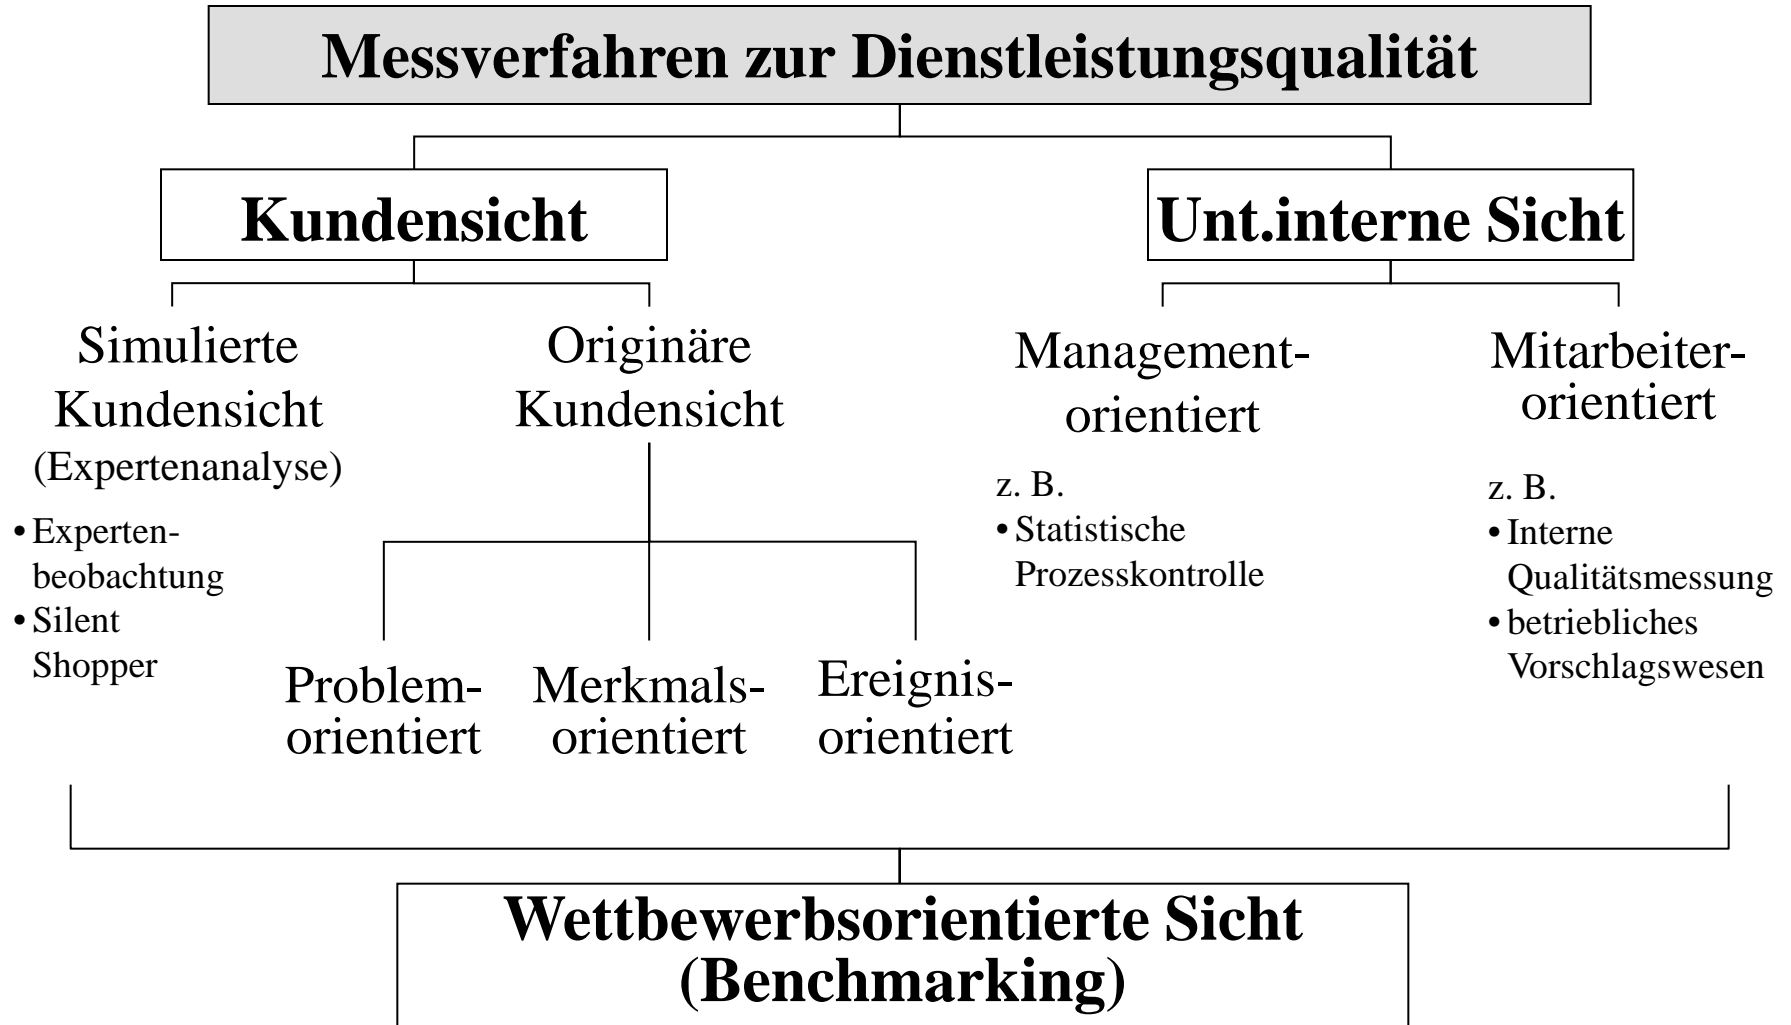 Messverfahren zur Dienstleistungsqualität
Kundensicht
Unt.interne Sicht
Simulierte
Kundensicht
(Expertenanalyse)
• Experten-
beobachtung
• Silent
Shopper
Originäre
Kundensicht
Problem-
orientiert
Merkmals-
orientiert
Ereignis-
orientiert
Management-
orientiert
z. B.
• Statistische
Prozesskontrolle
Mitarbeiter-
orientiert
z. B.
• Interne
Qualitätsmessung
• betriebliches
Vorschlagswesen
Wettbewerbsorientierte Sicht
(Benchmarking)